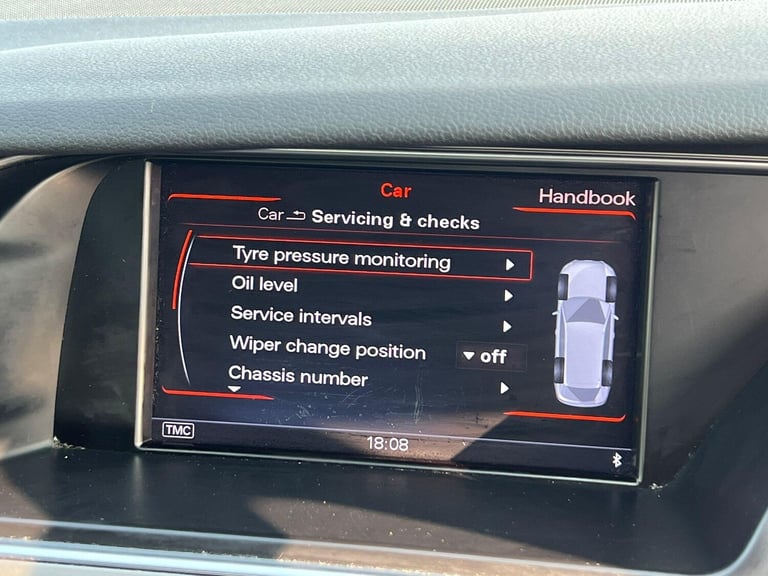 Car
Handbook
Car Servicing & checks
Tyre pressure monitoring
Oil level
Service intervals
Wiper change position off
Chassis number
TMC
18:08